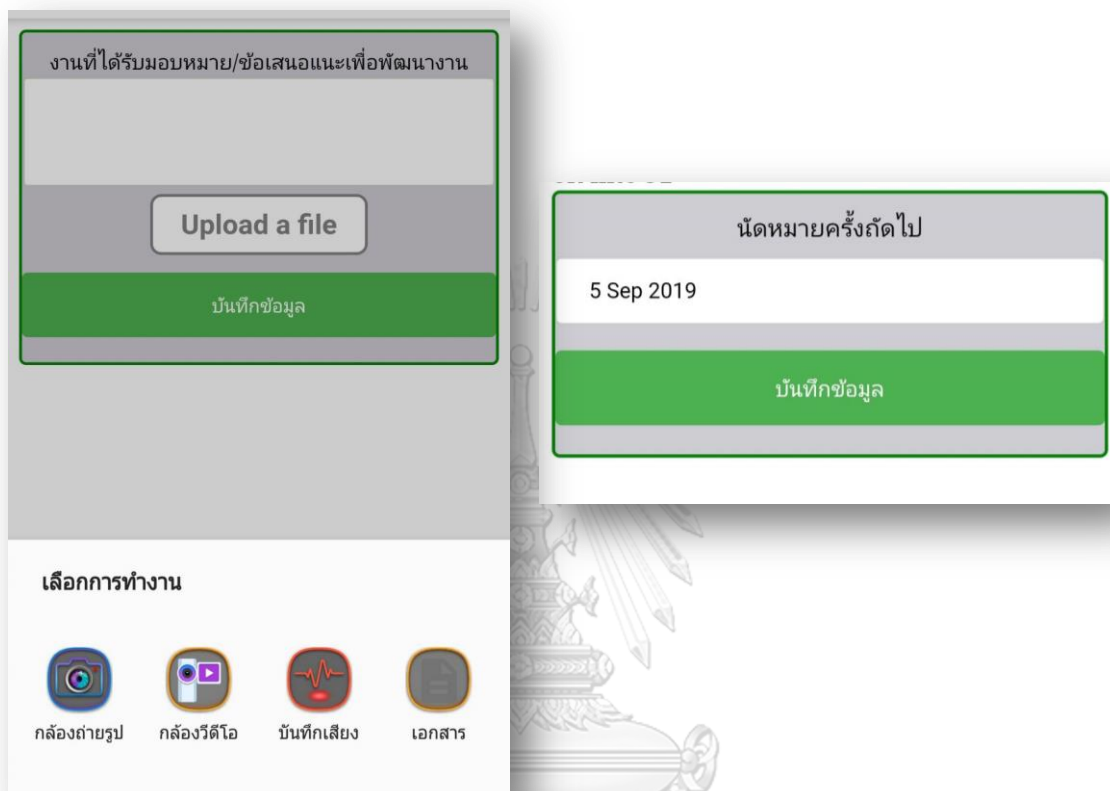 งานที่ได้รับมอบหมาย/ข้อเสนอแนะเพื่อพัฒนางาน
Upload a file
บันทึกข้อมูล
เลือกการทำงาน
กล้องถ่ายรูป กล้องวีดีโอ บันทึกเสียง เอกสาร
นัดหมายครั้งถัดไป
5 Sep 2019
บันทึกข้อมูล